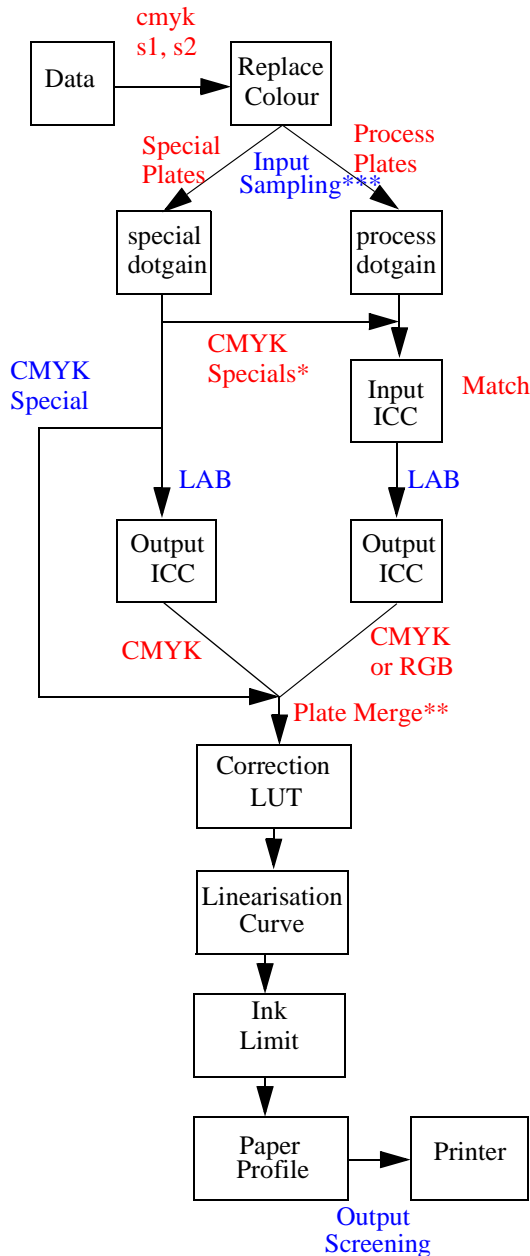 cmyk
s1, s2
Data
Replace
Colour
Special
Plates
Input
Sampling***
Process
Plates
special
dotgain
process
dotgain
CMYK
Specials*
CMYK
Special
Input
ICC
Match
LAB
LAB
Output
ICC
Output
ICC
CMYK
CMYK
or RGB
Plate Merge**
Correction
LUT
Linearisation
Curve
Ink
Limit
Paper
Profile
Printer
Output
Screening